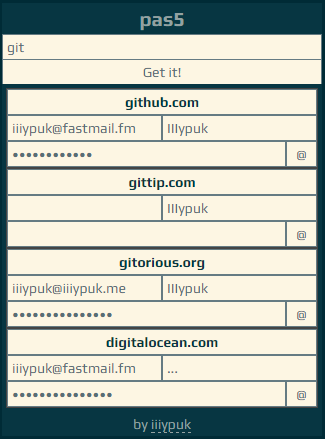 pas5
git
Get it!
github.com
iiiypuk@fastmail.fm IIIypuk
•••••••••••• @
gittip.com
IIIypuk
@
gitorious.org
iiiypuk@iiiypuk.me IIIypuk
••••••••••••••• @
digitalocean.com
iiiypuk@fastmail.fm ...
••••••••••••••• @
by iiiypuk